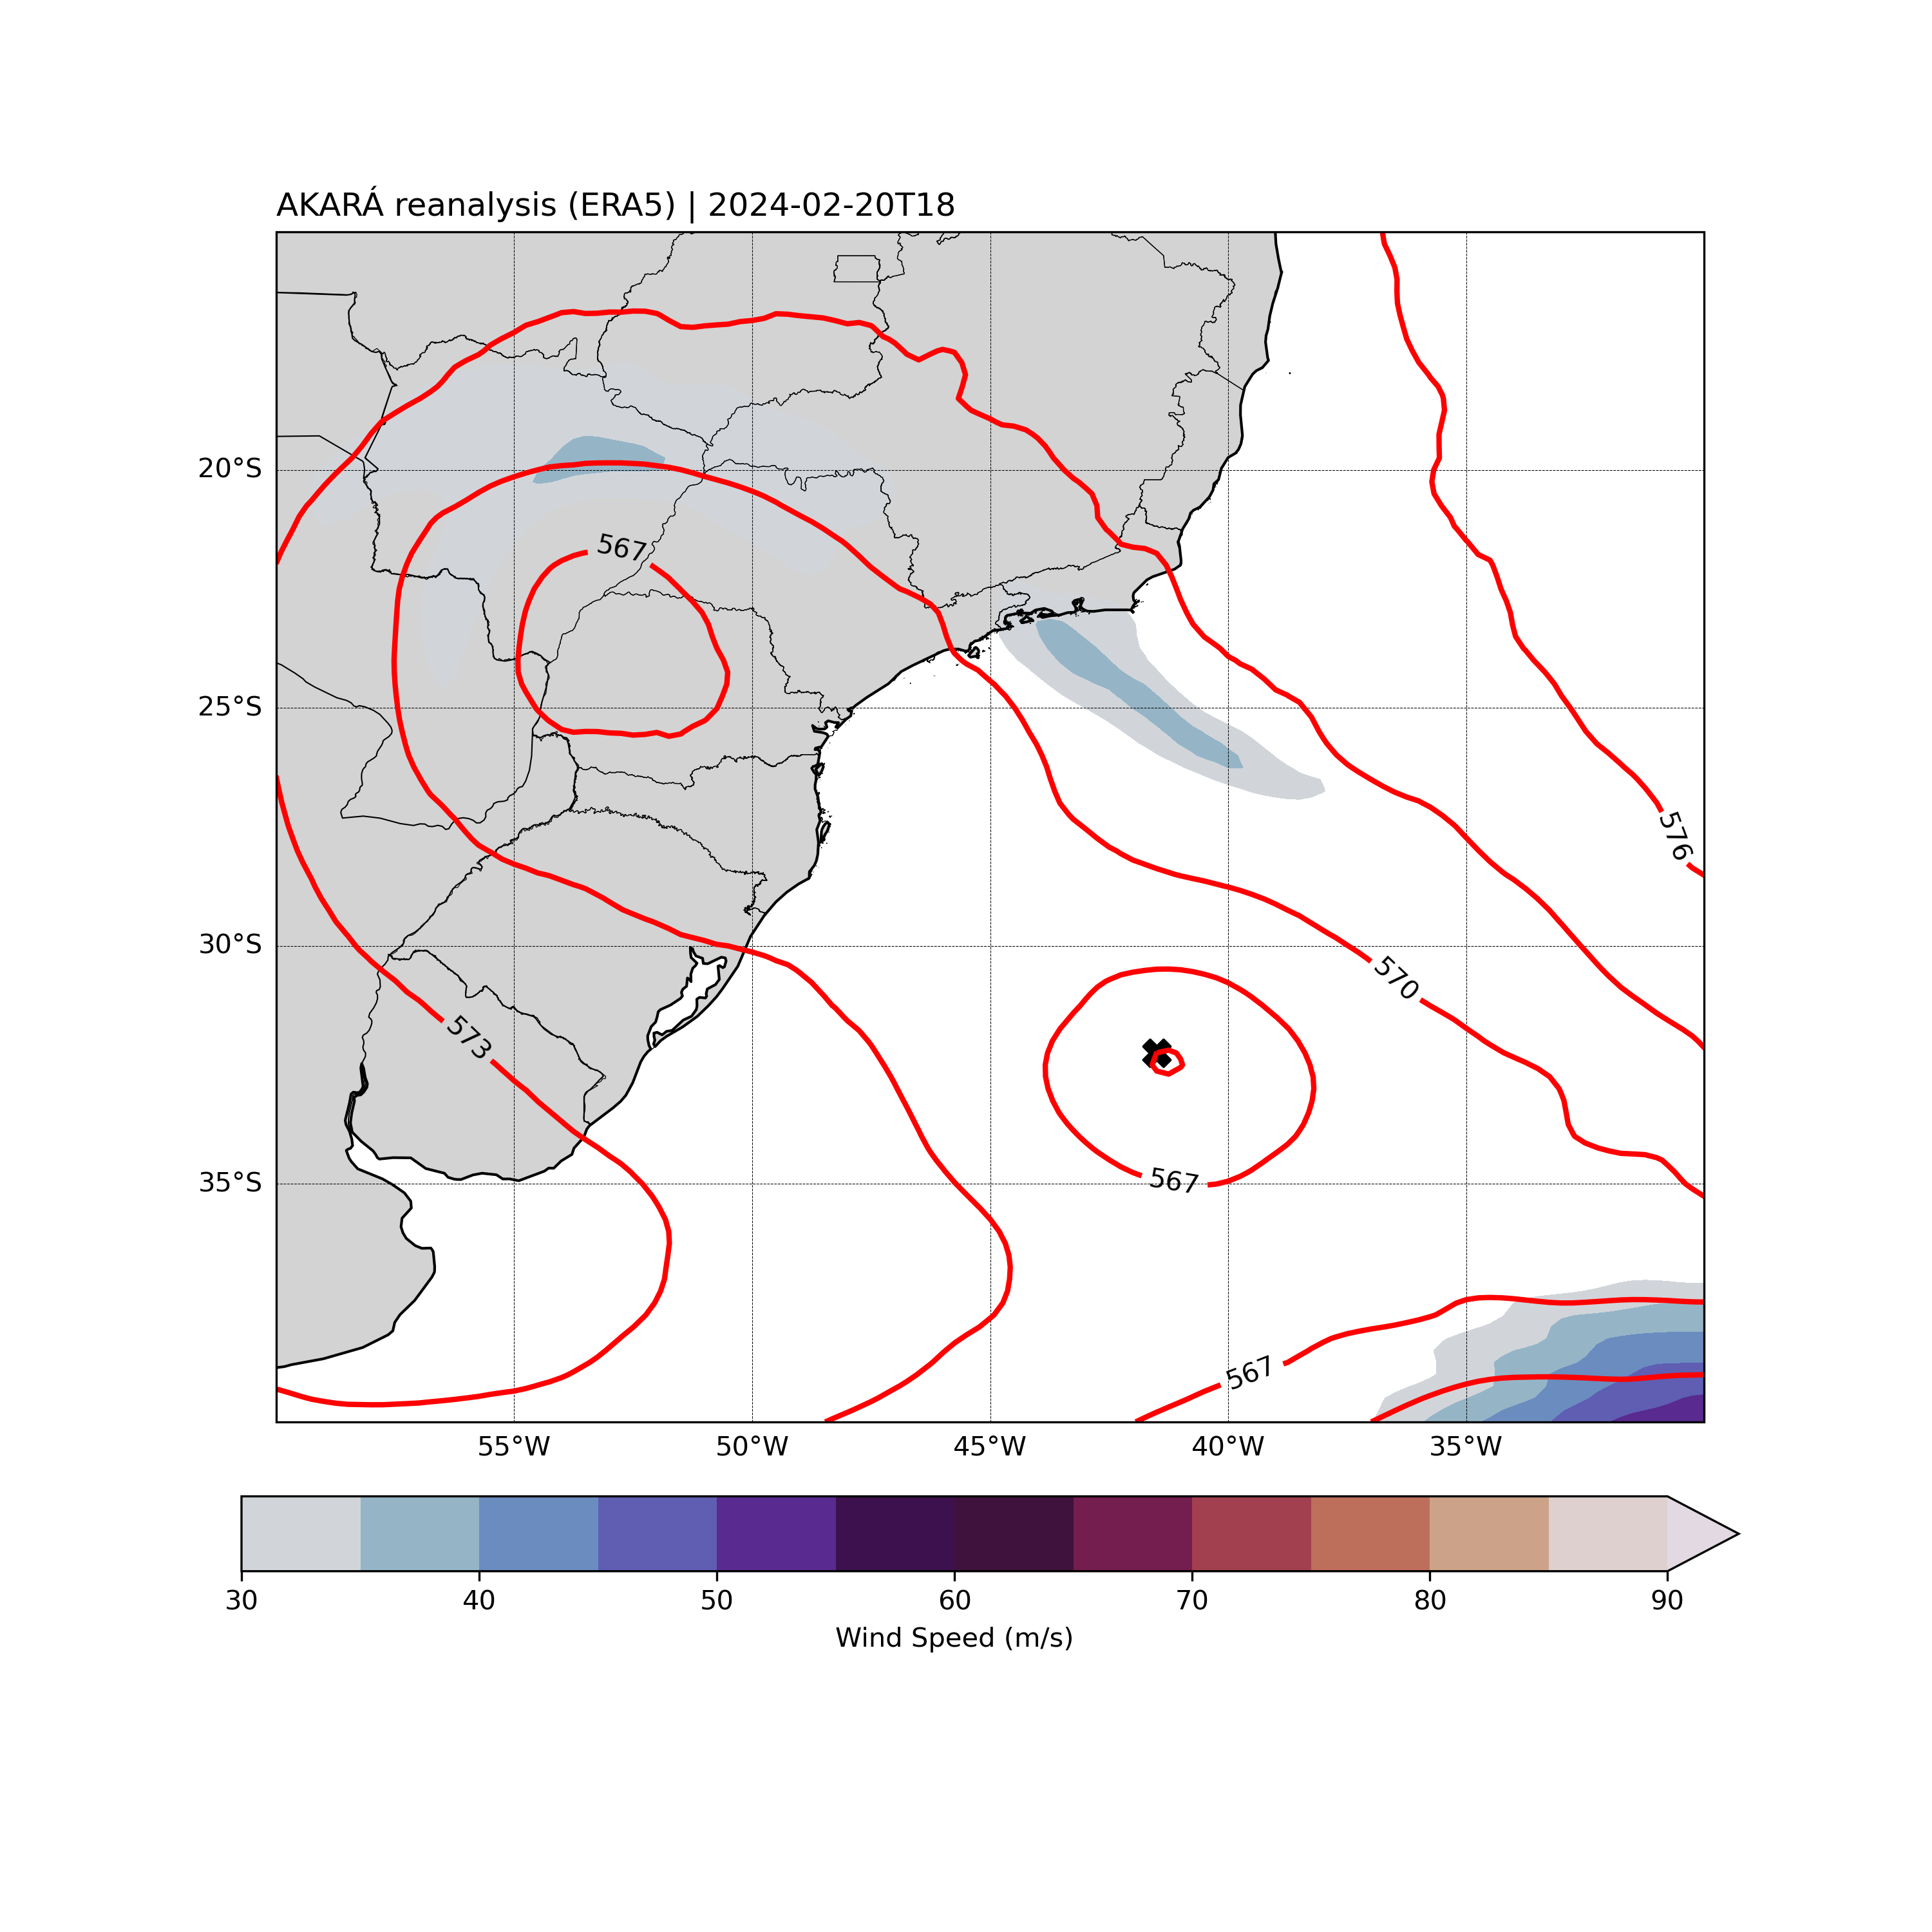 AKARÁ reanalysis (ERA5) | 2024-02-20T18
20°S
25°S
30°S
35°S
567
576
570
573
567
567
55°W
50°W
45°W
40°W
35°W
30
40
50
60
70
80
90
Wind Speed (m/s)